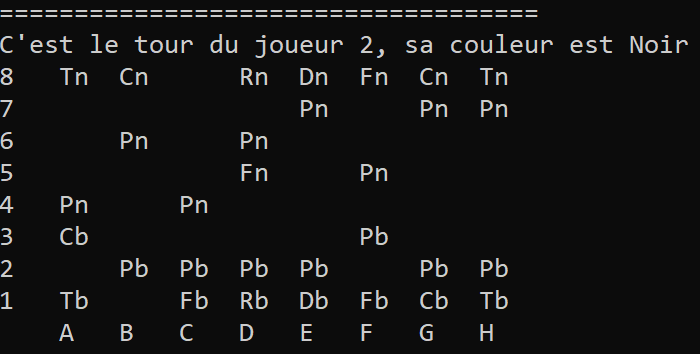 ====================================
C'est le tour du joueur 2, sa couleur est Noir
8   Tn  Cn      Rn  Dn  Fn  Cn  Tn
7                   Pn      Pn  Pn
6       Pn      Pn
5               Fn      Pn
4   Pn      Pn
3   Cb                  Pb
2       Pb  Pb  Pb  Pb      Pb  Pb
1   Tb      Fb  Rb  Db  Fb  Cb  Tb
    A   B   C   D   E   F   G   H